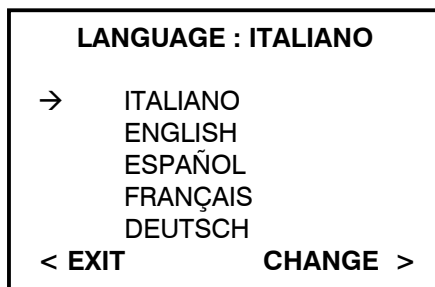 LANGUAGE : ITALIANO
→ ITALIANO
ENGLISH
ESPAÑOL
FRANÇAIS
DEUTSCH
< EXIT CHANGE >